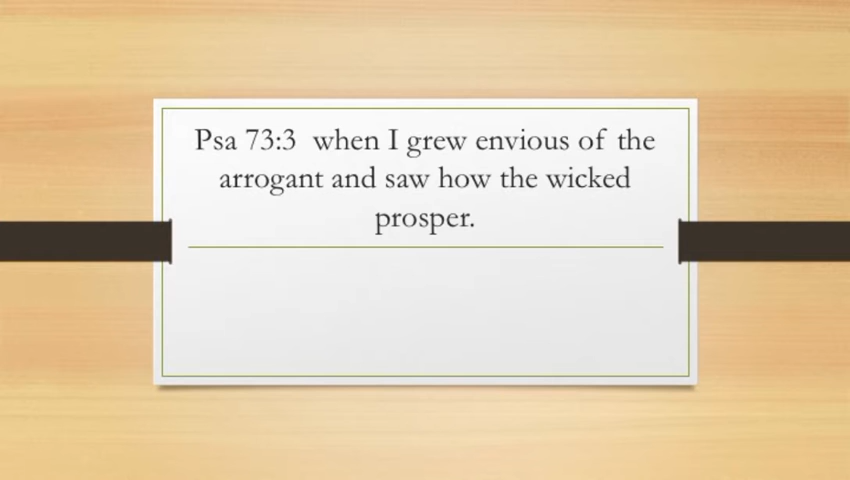 Psa 73:3  when I grew envious of the
arrogant and saw how the wicked
prosper.